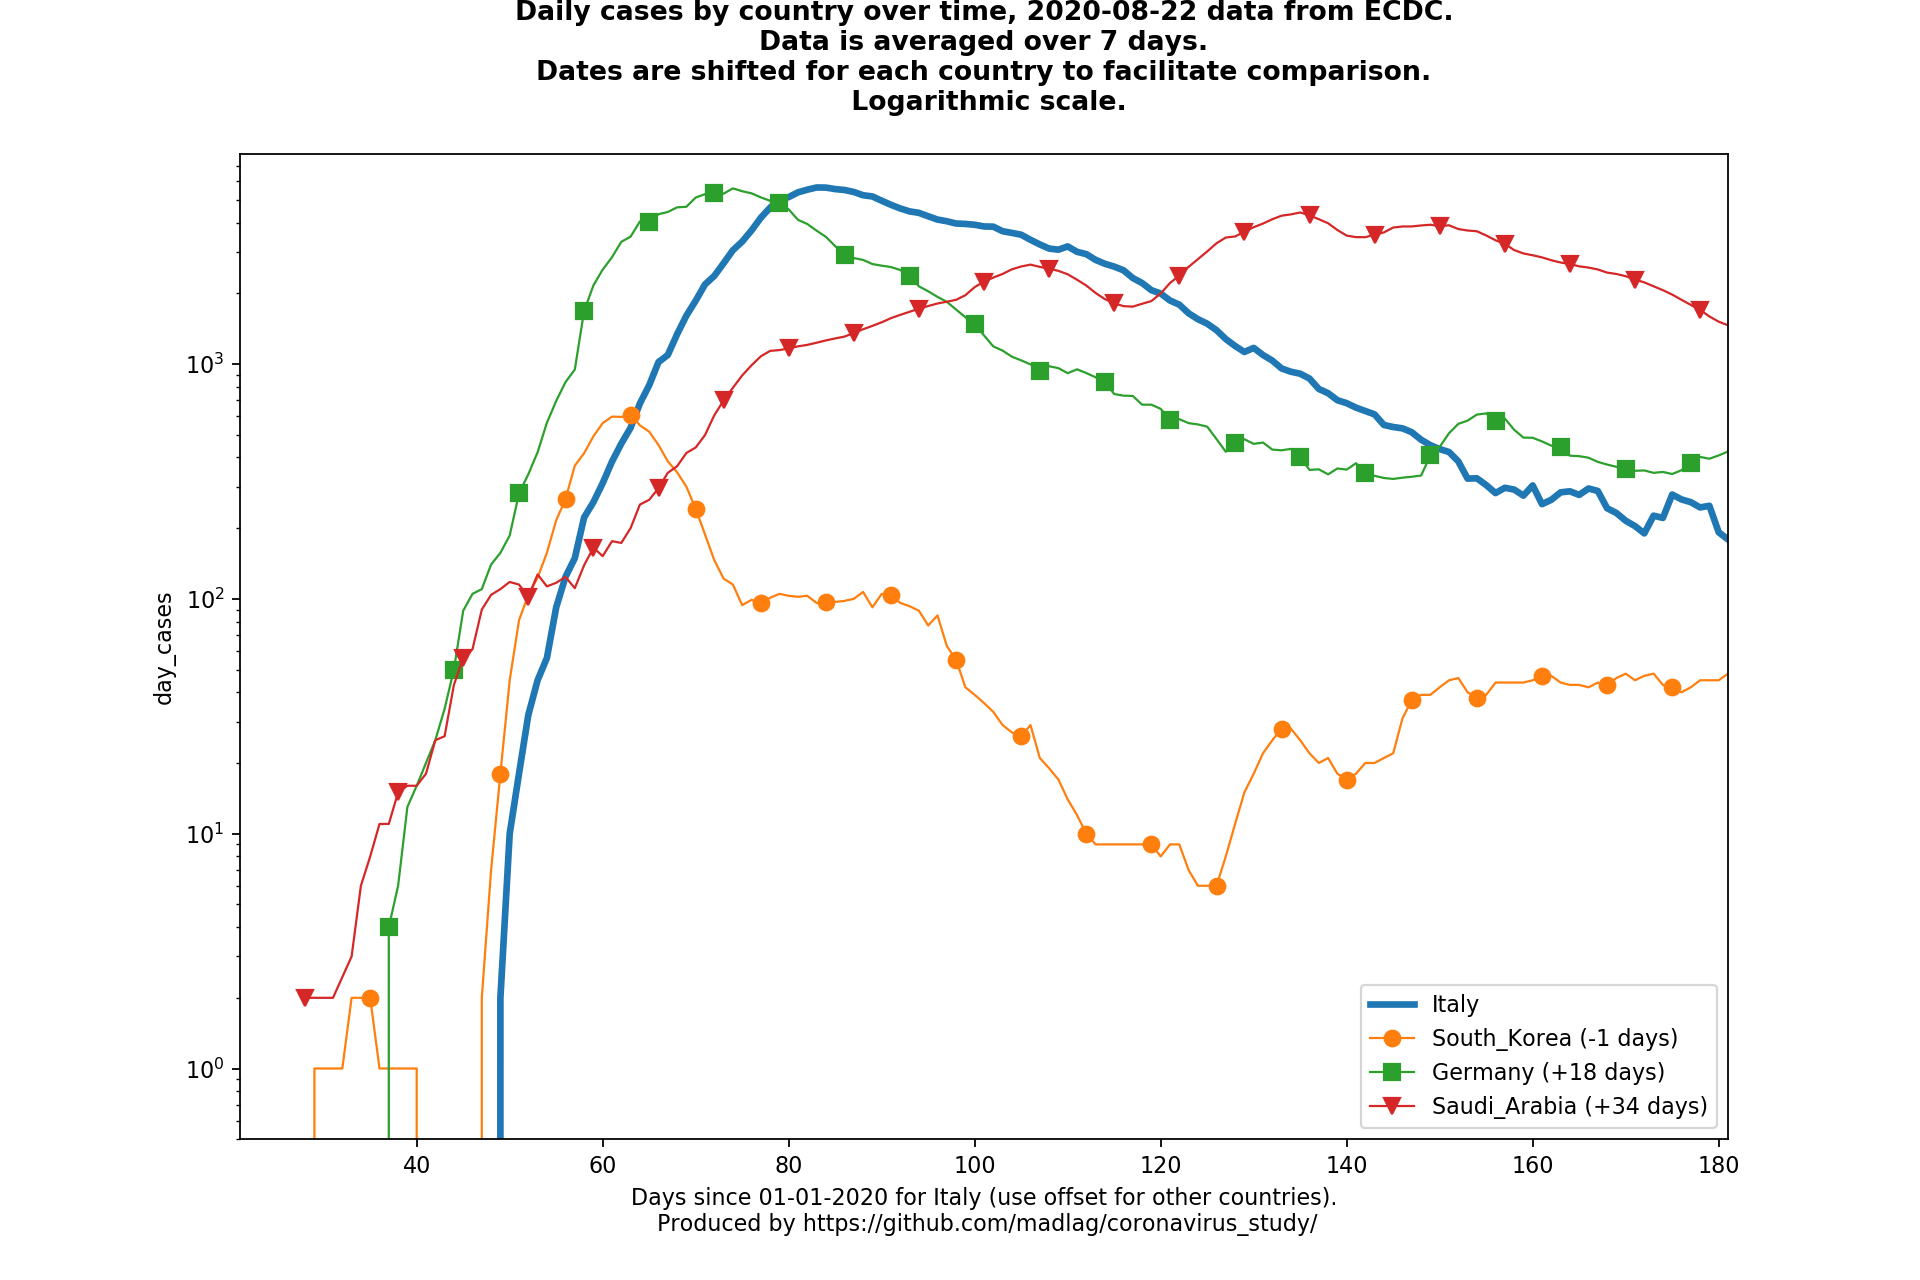 Daily cases by country over time, 2020-08-22 data from ECDC.
Data is averaged over 7 days.
Dates are shifted for each country to facilitate comparison.
Logarithmic scale.
10³
10²
10¹
10⁰
day_cases
Italy
South_Korea (-1 days)
Germany (+18 days)
Saudi_Arabia (+34 days)
40 60 80 100 120 140 160 180
Days since 01-01-2020 for Italy (use offset for other countries).
Produced by https://github.com/madlag/coronavirus_study/